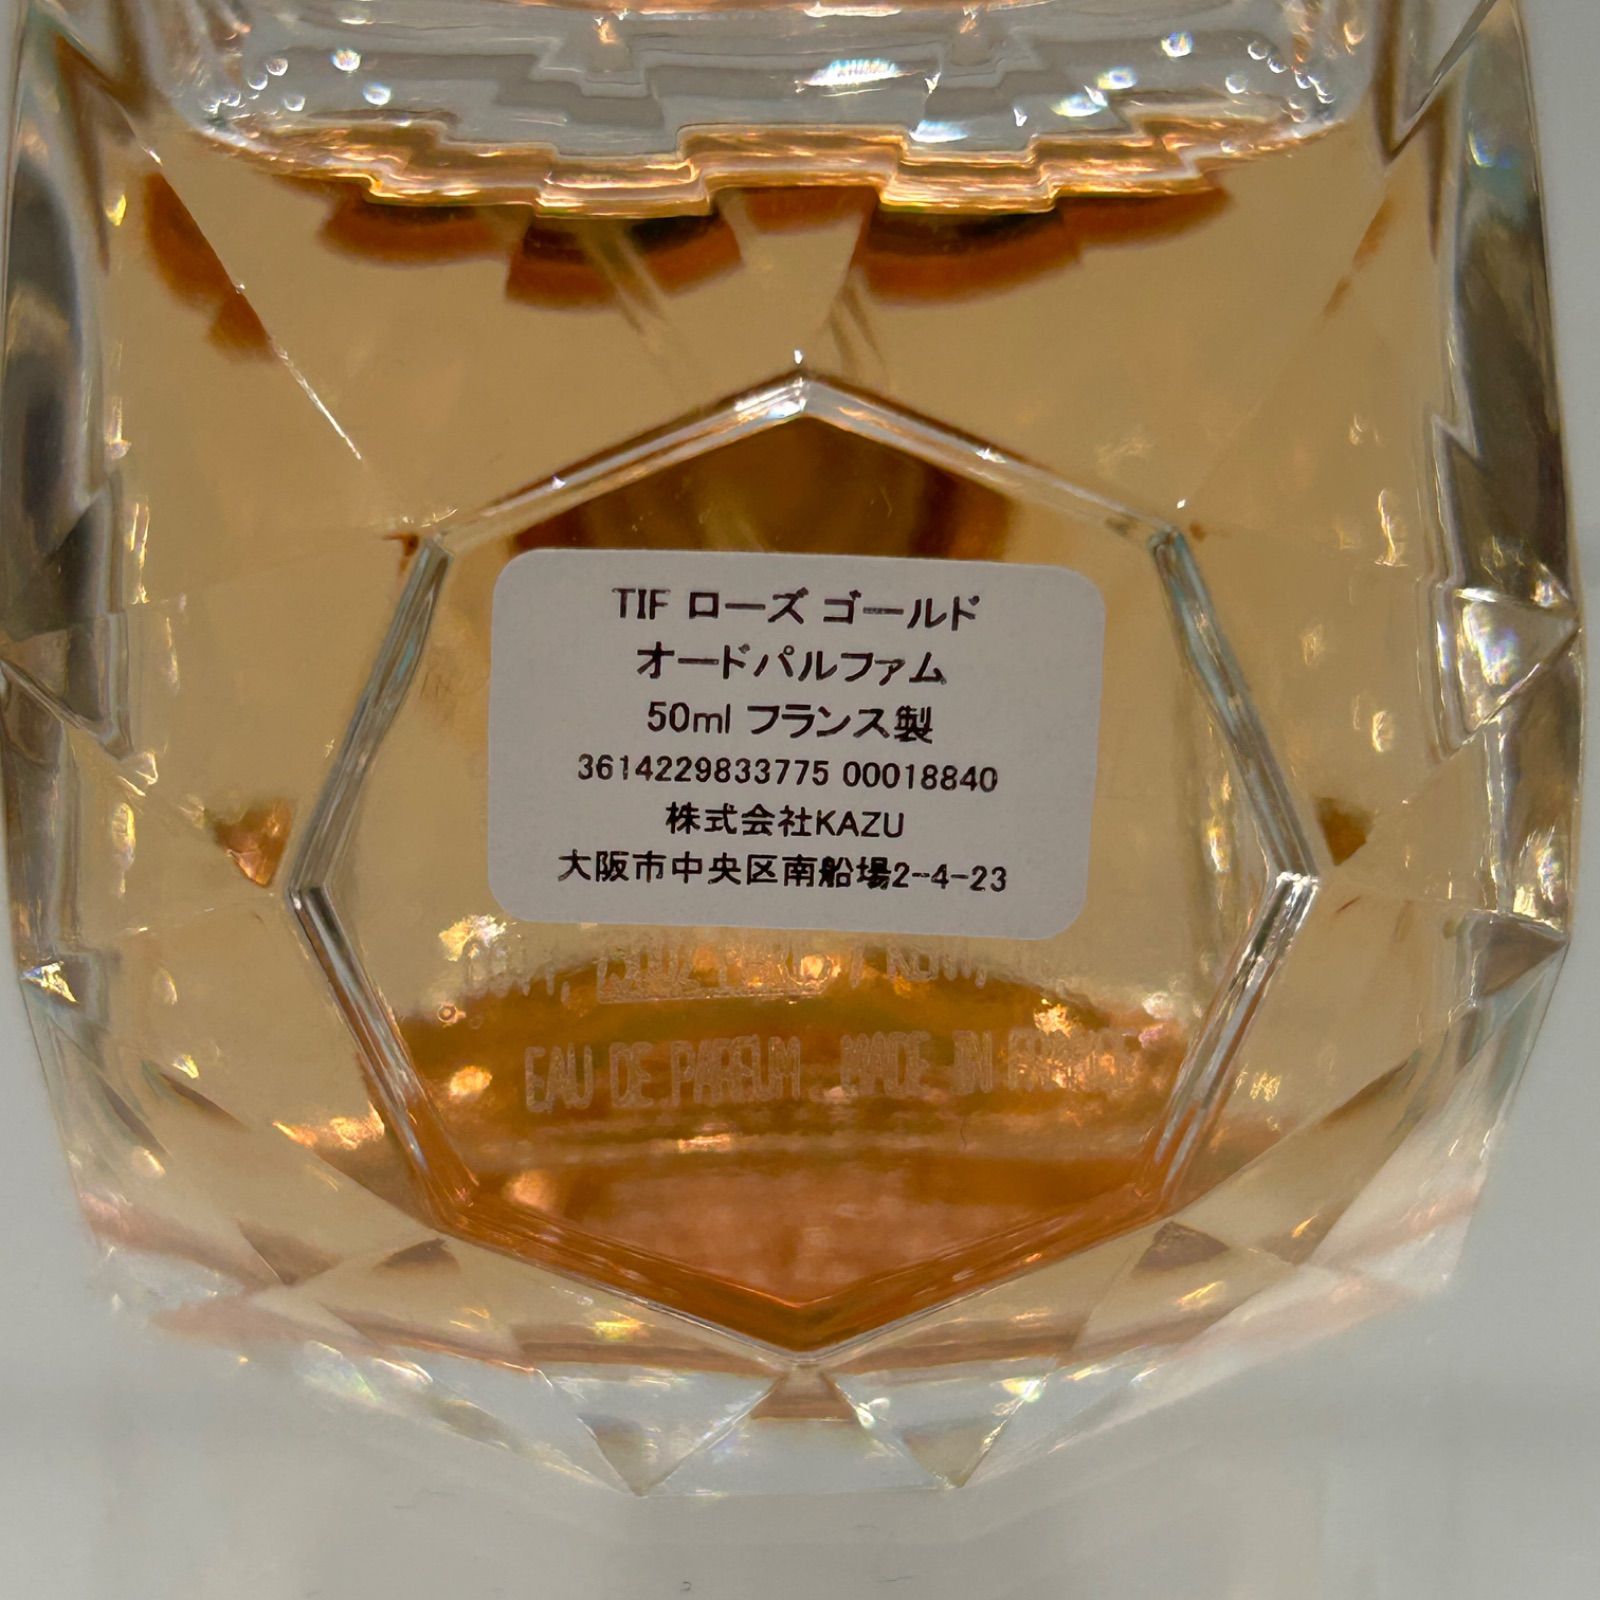 TIF ローズ ゴールド
オードパルファム
50ml フランス製
3614229833775 00018840
株式会社KAZU
大阪市中央区南船場2-4-23
EAU DE PARFUM MADE IN FRANCE